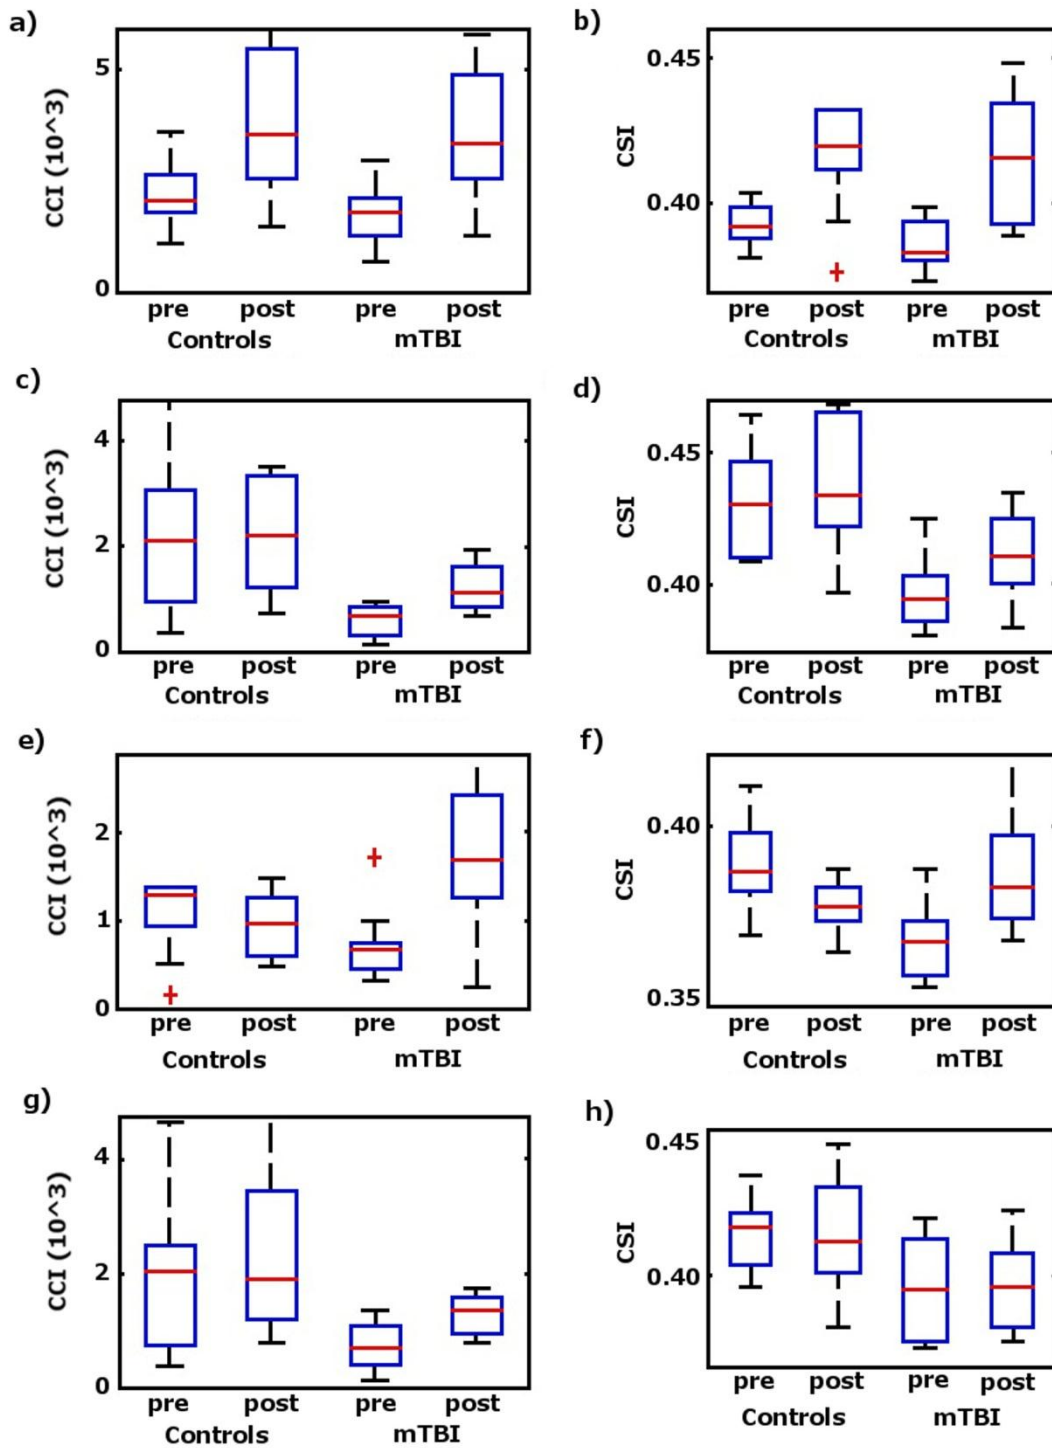 a)
CCI (10^3)
5
0
pre post pre post
Controls mTBI
b)
CSI
0.45
0.40
pre post pre post
Controls mTBI
c)
CCI (10^3)
4
2
0
pre post pre post
Controls mTBI
d)
CSI
0.45
0.40
pre post pre post
Controls mTBI
e)
CCI (10^3)
2
1
0
pre post pre post
Controls mTBI
f)
CSI
0.40
0.35
pre post pre post
Controls mTBI
g)
CCI (10^3)
4
2
0
pre post pre post
Controls mTBI
h)
CSI
0.45
0.40
pre post pre post
Controls mTBI